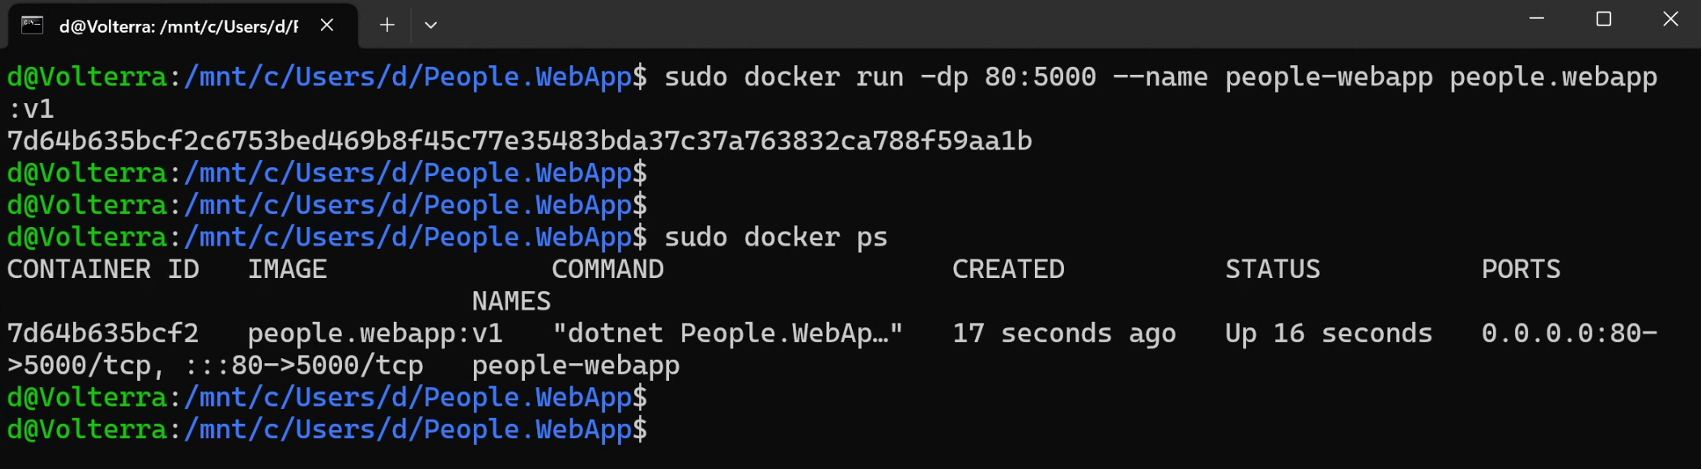 d@Volterra: /mnt/c/Users/d/P
d@Volterra:/mnt/c/Users/d/People.WebApp$ sudo docker run -dp 80:5000 --name people-webapp people.webapp
:v1
7d64b635bcf2c6753bed469b8f45c77e35483bda37c37a763832ca788f59aa1b
d@Volterra:/mnt/c/Users/d/People.WebApp$
d@Volterra:/mnt/c/Users/d/People.WebApp$
d@Volterra:/mnt/c/Users/d/People.WebApp$ sudo docker ps
CONTAINER ID   IMAGE              COMMAND                  CREATED          STATUS          PORTS
                             NAMES
7d64b635bcf2   people.webapp:v1   "dotnet People.WebAp…"   17 seconds ago   Up 16 seconds   0.0.0.0:80-
>5000/tcp, :::80->5000/tcp   people-webapp
d@Volterra:/mnt/c/Users/d/People.WebApp$
d@Volterra:/mnt/c/Users/d/People.WebApp$